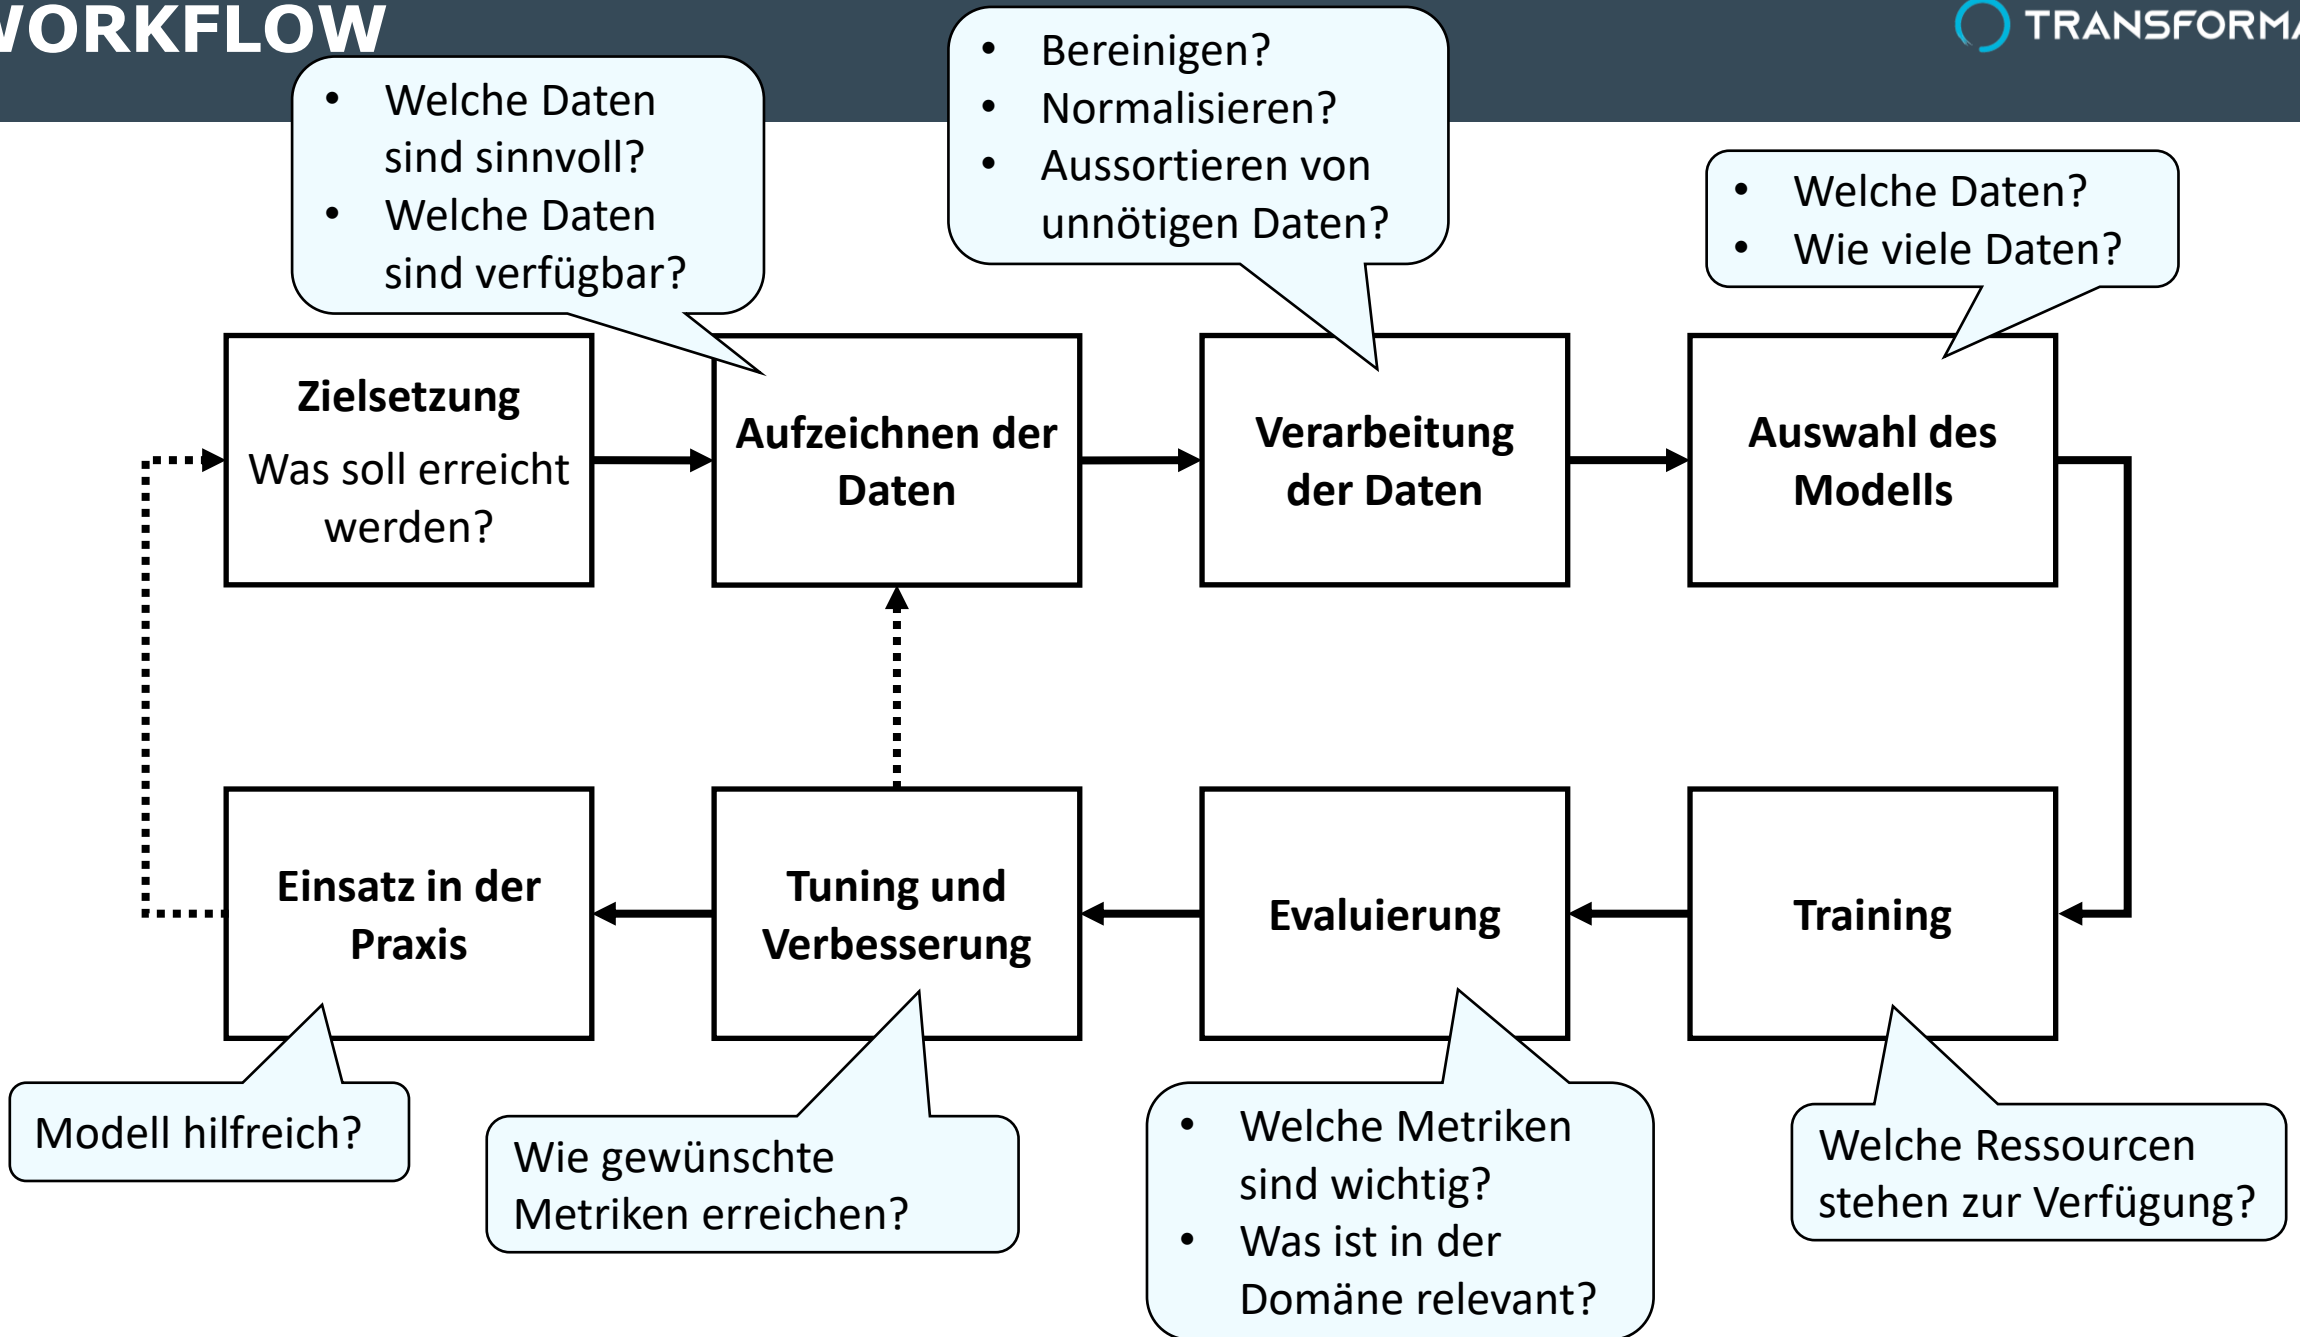 WORKFLOW
TRANSFORMA
• Welche Daten
sind sinnvoll?
• Welche Daten
sind verfügbar?
• Bereinigen?
• Normalisieren?
• Aussortieren von
unnötigen Daten?
• Welche Daten?
• Wie viele Daten?
Zielsetzung
Was soll erreicht
werden?
Aufzeichnen der
Daten
Verarbeitung
der Daten
Auswahl des
Modells
Einsatz in der
Praxis
Tuning und
Verbesserung
Evaluierung
Training
Modell hilfreich?
Wie gewünschte
Metriken erreichen?
• Welche Metriken
sind wichtig?
• Was ist in der
Domäne relevant?
Welche Ressourcen
stehen zur Verfügung?